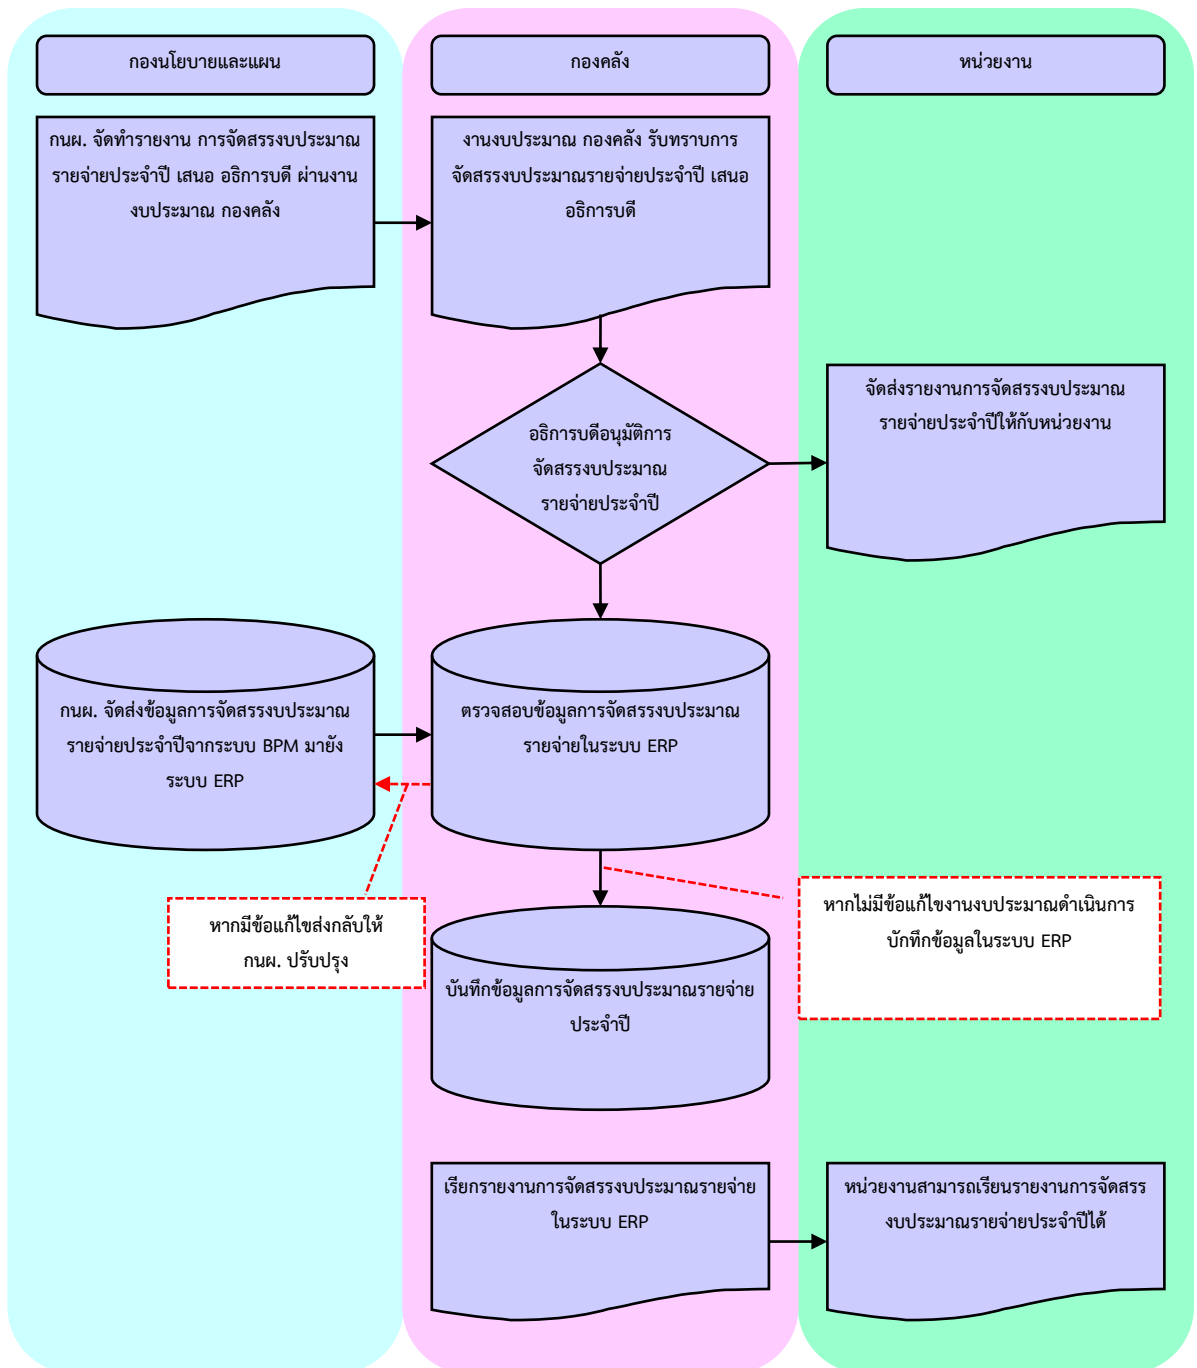 กองนโยบายและแผน
กองคลัง
หน่วยงาน
กนผ. จัดทำรายงาน การจัดสรรงบประมาณ
รายจ่ายประจำปี เสนอ อธิการบดี ผ่านงาน
งบประมาณ กองคลัง
งานงบประมาณ กองคลัง รับทราบการ
จัดสรรงบประมาณรายจ่ายประจำปี เสนอ
อธิการบดี
อธิการบดีอนุมัติการ
จัดสรรงบประมาณ
รายจ่ายประจำปี
จัดส่งรายงานการจัดสรรงบประมาณ
รายจ่ายประจำปีให้กับหน่วยงาน
กนผ. จัดส่งข้อมูลการจัดสรรงบประมาณ
รายจ่ายประจำปีจากระบบ BPM มายัง
ระบบ ERP
ตรวจสอบข้อมูลการจัดสรรงบประมาณ
รายจ่ายในระบบ ERP
หากมีข้อแก้ไขส่งกลับให้
กนผ. ปรับปรุง
หากไม่มีข้อแก้ไขงานงบประมาณดำเนินการ
บักทึกข้อมูลในระบบ ERP
บันทึกข้อมูลการจัดสรรงบประมาณรายจ่าย
ประจำปี
เรียกรายงานการจัดสรรงบประมาณรายจ่าย
ในระบบ ERP
หน่วยงานสามารถเรียนรายงานการจัดสรร
งบประมาณรายจ่ายประจำปีได้